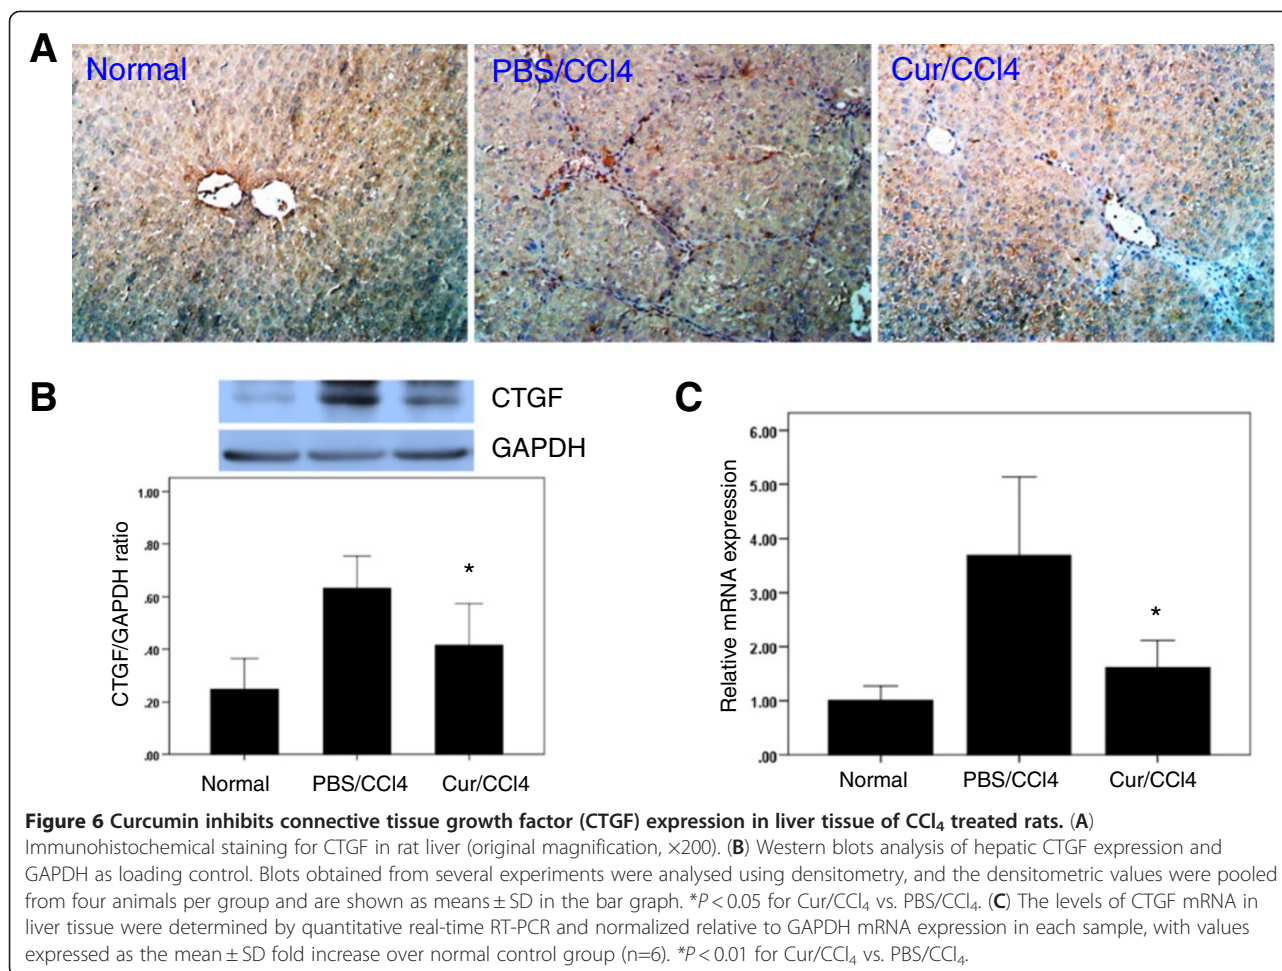 A
Normal
PBS/CCl4
Cur/CCl4
B
CTGF
GAPDH
CTGF/GAPDH ratio
1.00
.80
.60
.40
.20
.00
Normal
PBS/CCl4
Cur/CCl4
*
C
Relative mRNA expression
6.00
5.00
4.00
3.00
2.00
1.00
.00
Normal
PBS/CCl4
Cur/CCl4
*
Figure 6 Curcumin inhibits connective tissue growth factor (CTGF) expression in liver tissue of CCl₄ treated rats. (A)
Immunohistochemical staining for CTGF in rat liver (original magnification, ×200). (B) Western blots analysis of hepatic CTGF expression and
GAPDH as loading control. Blots obtained from several experiments were analysed using densitometry, and the densitometric values were pooled
from four animals per group and are shown as means ± SD in the bar graph. *P < 0.05 for Cur/CCl₄ vs. PBS/CCl₄. (C) The levels of CTGF mRNA in
liver tissue were determined by quantitative real-time RT-PCR and normalized relative to GAPDH mRNA expression in each sample, with values
expressed as the mean ± SD fold increase over normal control group (n=6). *P < 0.01 for Cur/CCl₄ vs. PBS/CCl₄.